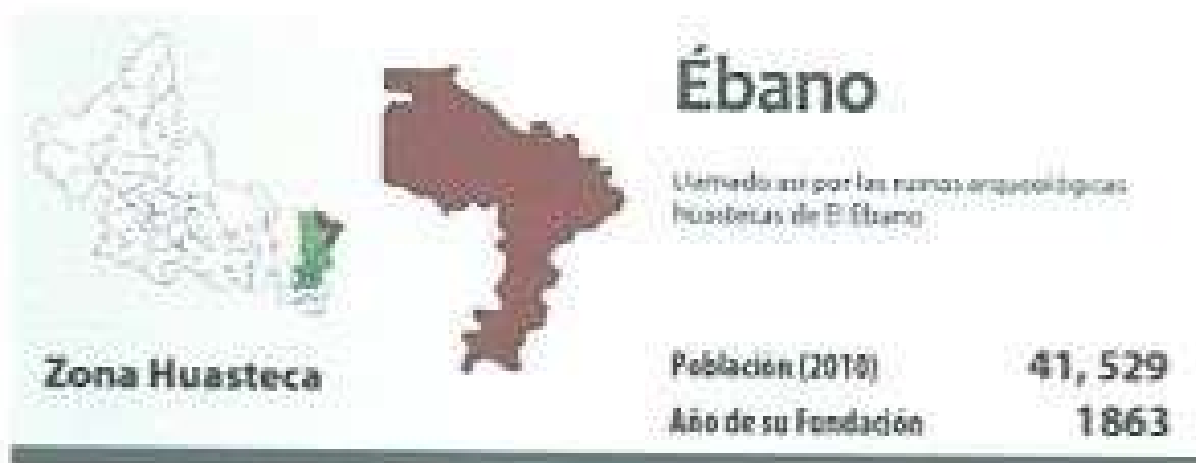 Ébano
Llamado así por las ruinas arqueológicas
huastecas de El Ébano
Zona Huasteca
Población (2010) 41, 529
Año de su Fundación 1863